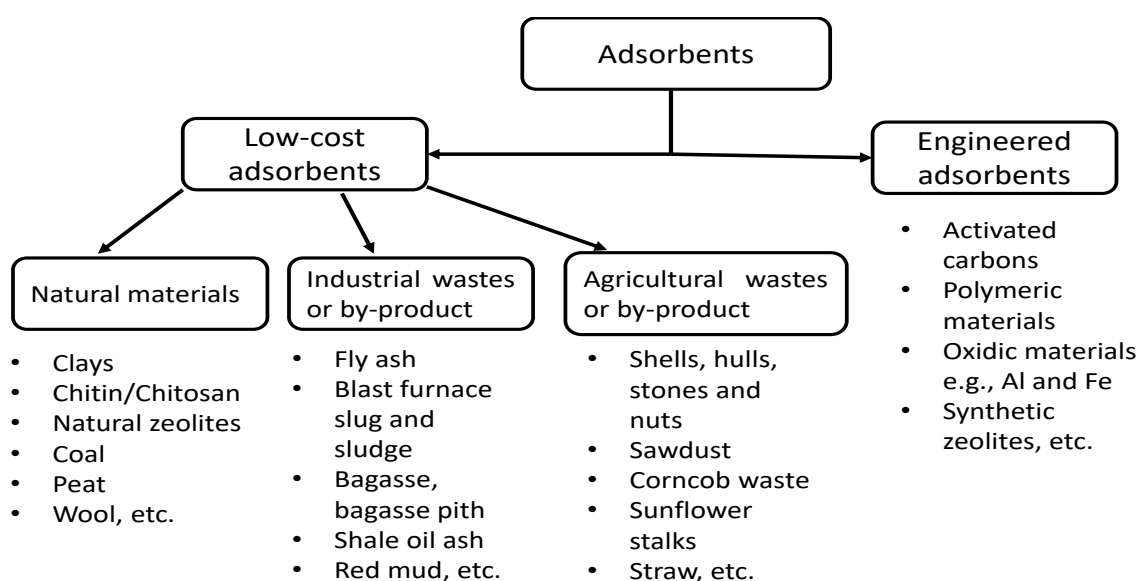 Adsorbents
Low-cost
adsorbents
Engineered
adsorbents
Natural materials
• Clays
• Chitin/Chitosan
• Natural zeolites
• Coal
• Peat
• Wool, etc.
Industrial wastes
or by-product
• Fly ash
• Blast furnace
slug and
sludge
• Bagasse,
bagasse pith
• Shale oil ash
• Red mud, etc.
Agricultural wastes
or by-product
• Shells, hulls,
stones and
nuts
• Sawdust
• Corncob waste
• Sunflower
stalks
• Straw, etc.
• Activated
carbons
• Polymeric
materials
• Oxidic materials
e.g., Al and Fe
• Synthetic
zeolites, etc.